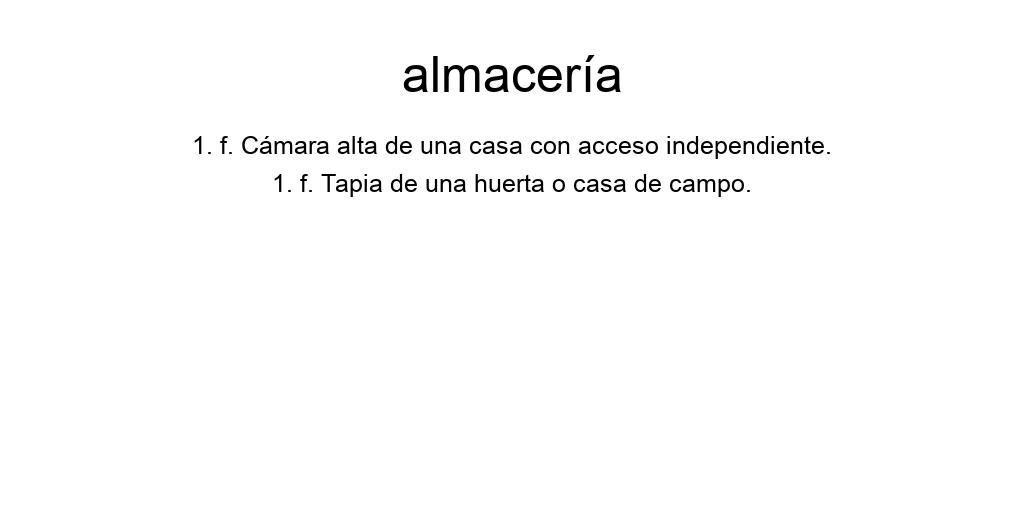 almacería
1. f. Cámara alta de una casa con acceso independiente.
1. f. Tapia de una huerta o casa de campo.